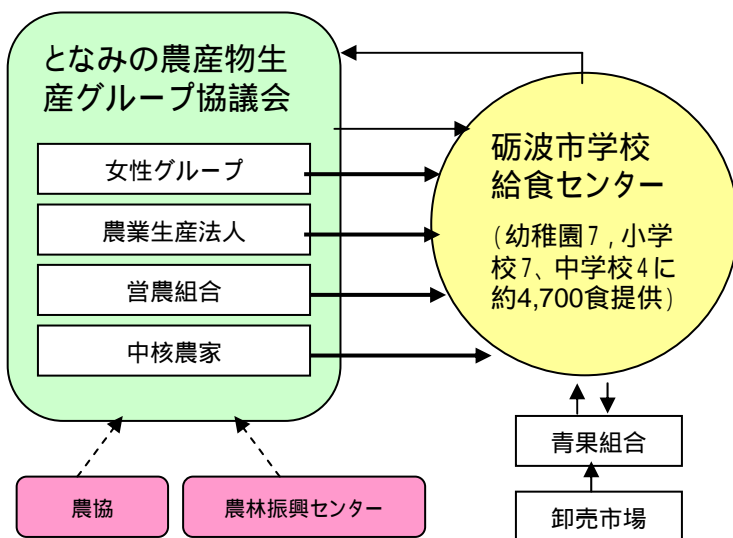 となみの農産物生
産グループ協議会
女性グループ
農業生産法人
営農組合
中核農家
農協
農林振興センター
砺波市学校
給食センター
(幼稚園7,小学
校7、中学校4に
約4,700食提供)
青果組合
卸売市場